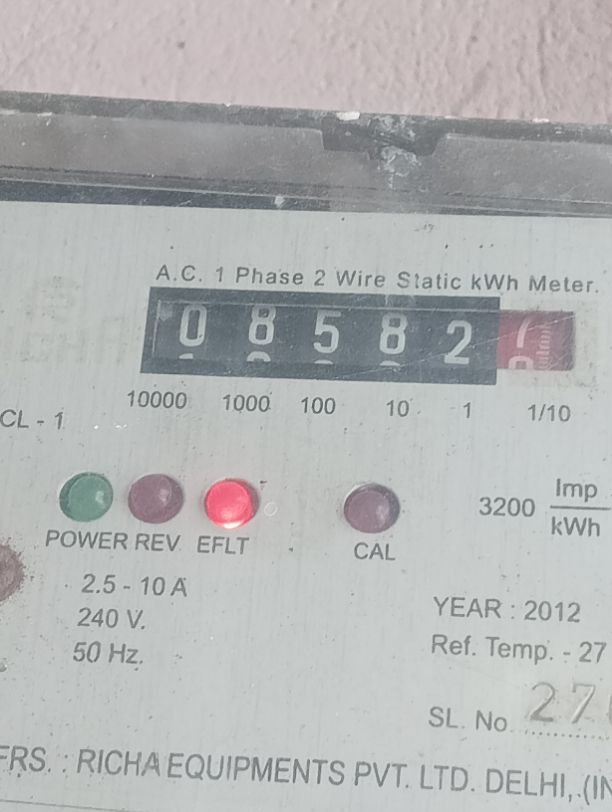 A.C. 1 Phase 2 Wire Static kWh Meter.
0 8 5 8 2 7
10000 1000 100 10 1 1/10
CL - 1
3200 Imp/kWh
POWER REV EFLT CAL
2.5 - 10 A
240 V.
50 Hz.
YEAR : 2012
Ref. Temp. - 27
SL. No 27
FRS. : RICHA EQUIPMENTS PVT. LTD. DELHI, (IN